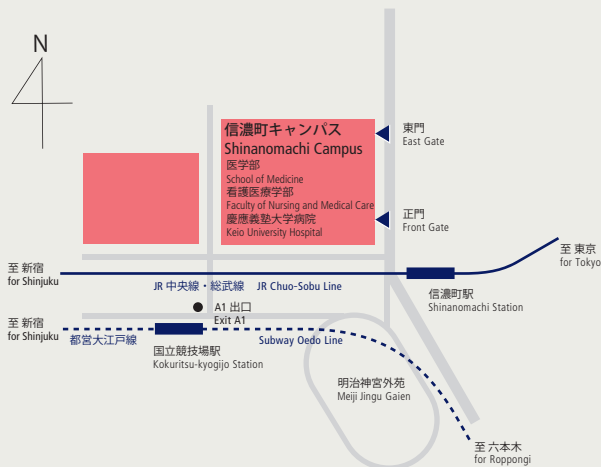 N
信濃町キャンパス
Shinanomachi Campus
医学部
School of Medicine
看護医療学部
Faculty of Nursing and Medical Care
慶應義塾大学病院
Keio University Hospital
東門
East Gate
正門
Front Gate
至 新宿
for Shinjuku
JR 中央線・総武線 JR Chuo-Sobu Line
至 東京
for Tokyo
信濃町駅
Shinanomachi Station
A1 出口
Exit A1
至 新宿
for Shinjuku
都営大江戸線
Subway Oedo Line
国立競技場駅
Kokuritsu-kyogijo Station
明治神宮外苑
Meiji Jingu Gaien
至 六本木
for Roppongi